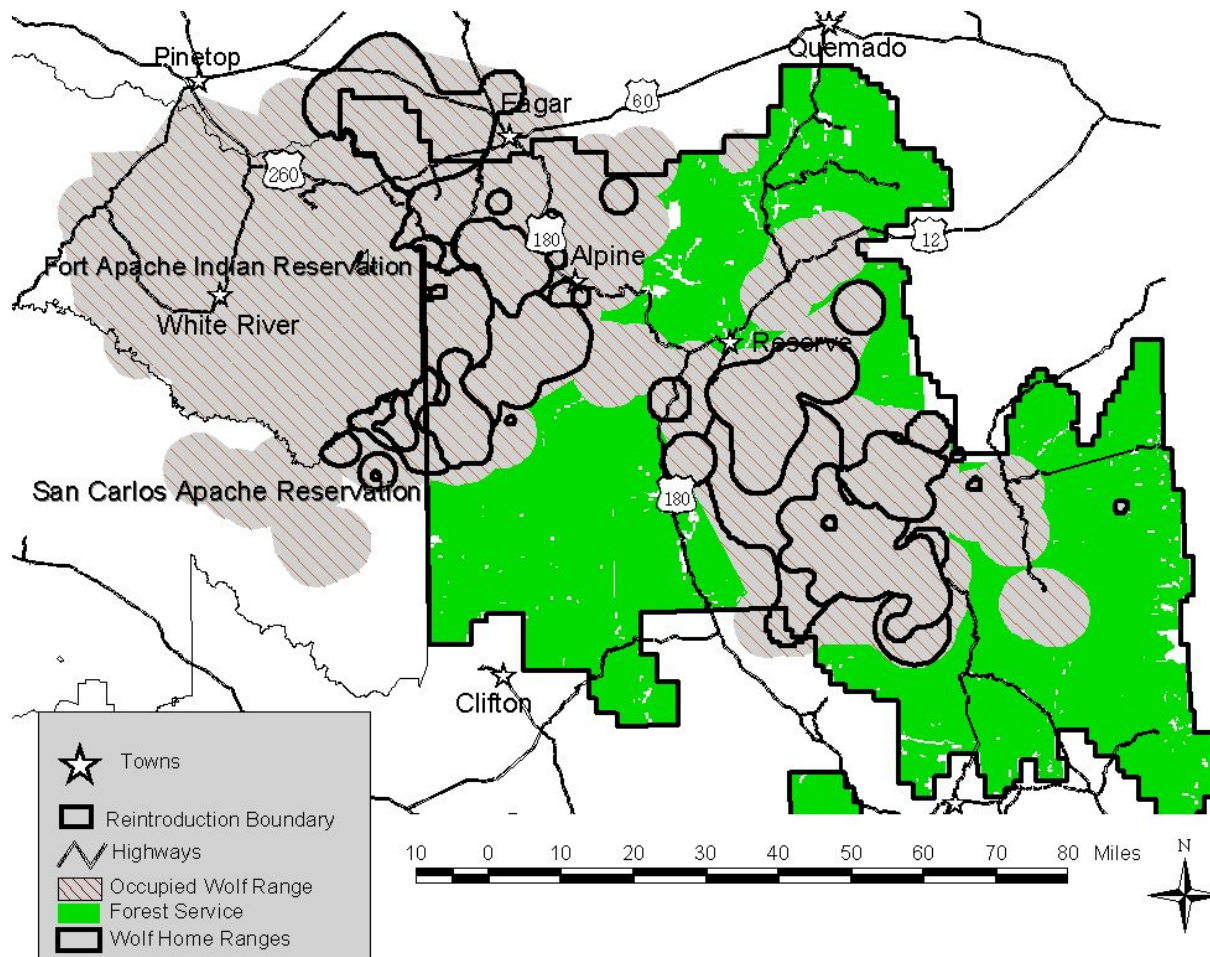 Quemado
Pinetop
Eagar
60
260
180
12
Alpine
Fort Apache Indian Reservation
White River
Reserve
San Carlos Apache Reservation
180
Clifton
Towns
Reintroduction Boundary
Highways
Occupied Wolf Range
Forest Service
Wolf Home Ranges
10 0 10 20 30 40 50 60 70 80 Miles
N